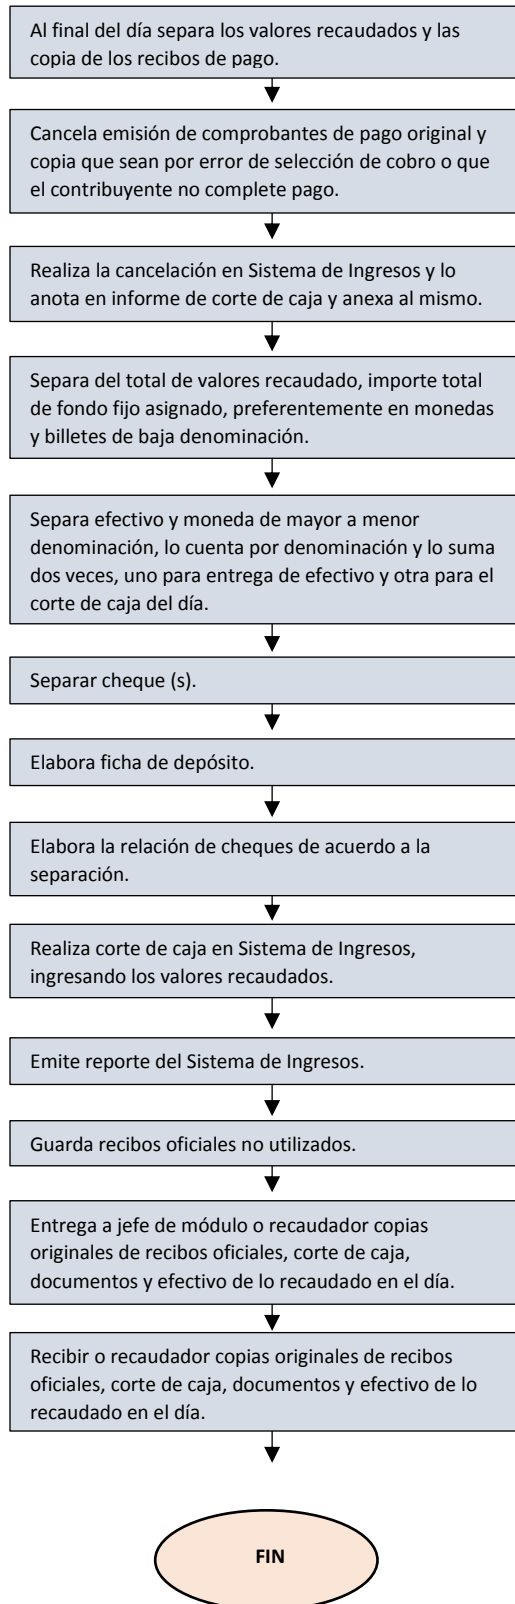 Al final del día separa los valores recaudados y las
copia de los recibos de pago.
Cancela emisión de comprobantes de pago original y
copia que sean por error de selección de cobro o que
el contribuyente no complete pago.
Realiza la cancelación en Sistema de Ingresos y lo
anota en informe de corte de caja y anexa al mismo.
Separa del total de valores recaudado, importe total
de fondo fijo asignado, preferentemente en monedas
y billetes de baja denominación.
Separa efectivo y moneda de mayor a menor
denominación, lo cuenta por denominación y lo suma
dos veces, uno para entrega de efectivo y otra para el
corte de caja del día.
Separar cheque (s).
Elabora ficha de depósito.
Elabora la relación de cheques de acuerdo a la
separación.
Realiza corte de caja en Sistema de Ingresos,
ingresando los valores recaudados.
Emite reporte del Sistema de Ingresos.
Guarda recibos oficiales no utilizados.
Entrega a jefe de módulo o recaudador copias
originales de recibos oficiales, corte de caja,
documentos y efectivo de lo recaudado en el día.
Recibir o recaudador copias originales de recibos
oficiales, corte de caja, documentos y efectivo de lo
recaudado en el día.
FIN